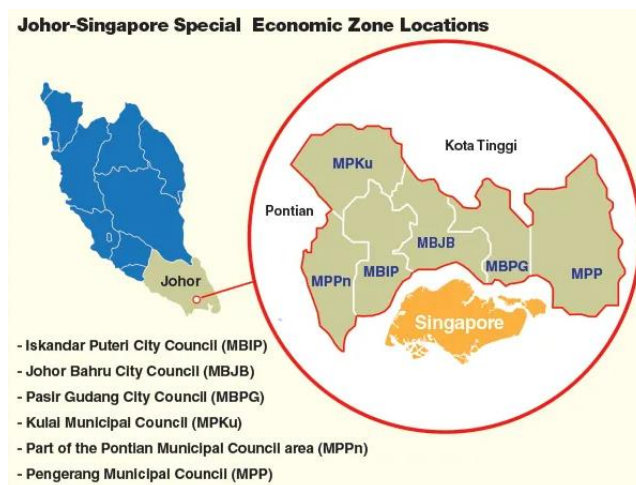 Johor-Singapore Special Economic Zone Locations
Kota Tinggi
MPKu
Pontian
MBJB
MPPn
MBIP
MBPG
MPP
Johor
Singapore
- Iskandar Puteri City Council (MBIP)
- Johor Bahru City Council (MBJB)
- Pasir Gudang City Council (MBPG)
- Kulai Municipal Council (MPKu)
- Part of the Pontian Municipal Council area (MPPn)
- Pengerang Municipal Council (MPP)